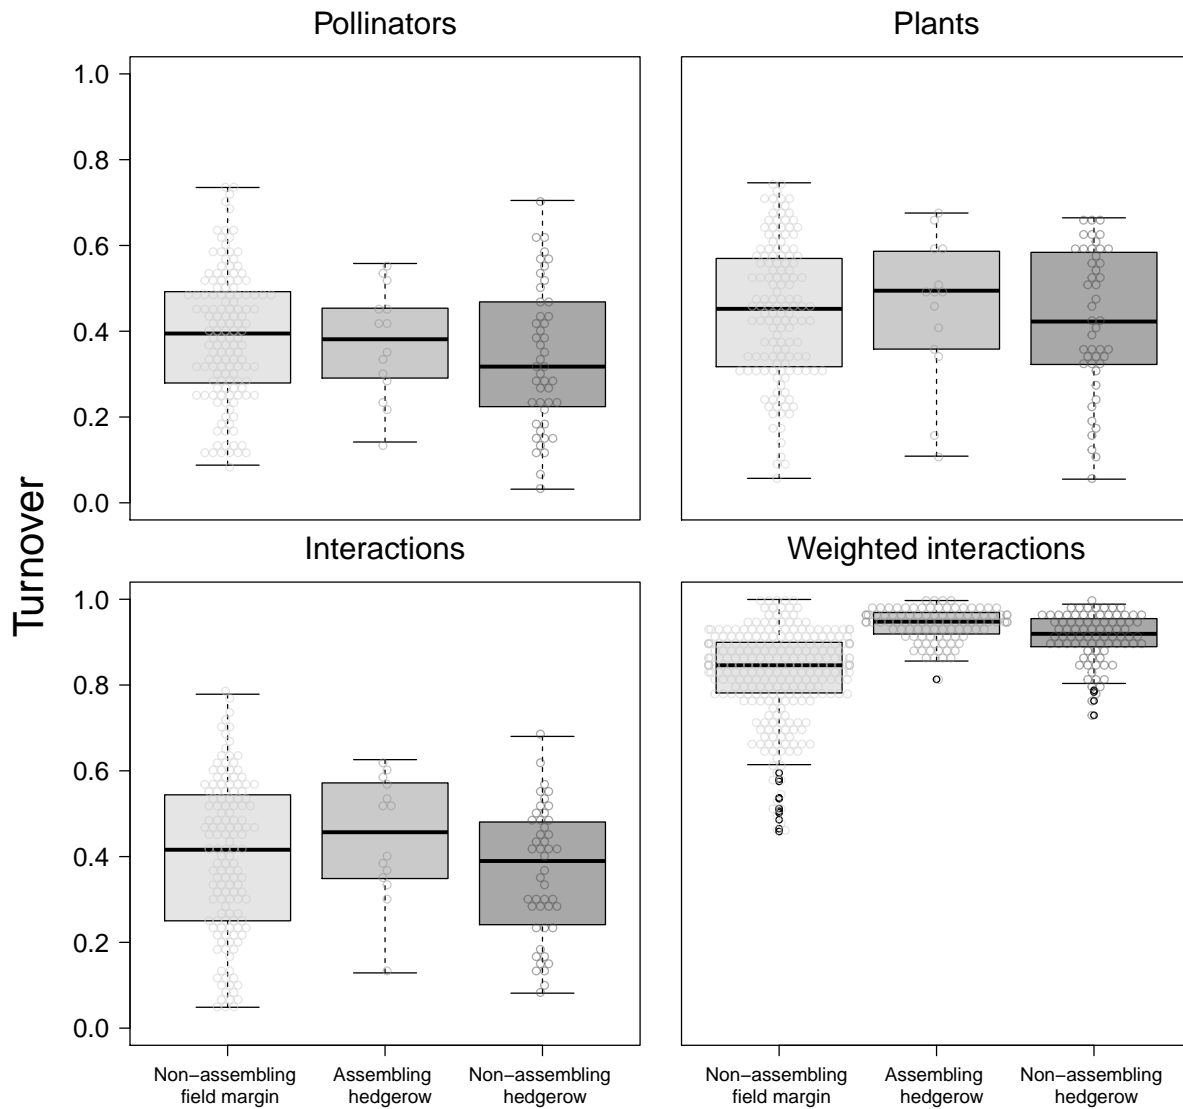 Pollinators
Plants
1.0
0.8
0.6
0.4
0.2
0.0
Turnover
Interactions
Weighted interactions
1.0
0.8
0.6
0.4
0.2
0.0
Non−assembling
field margin
Assembling
hedgerow
Non−assembling
hedgerow
Non−assembling
field margin
Assembling
hedgerow
Non−assembling
hedgerow